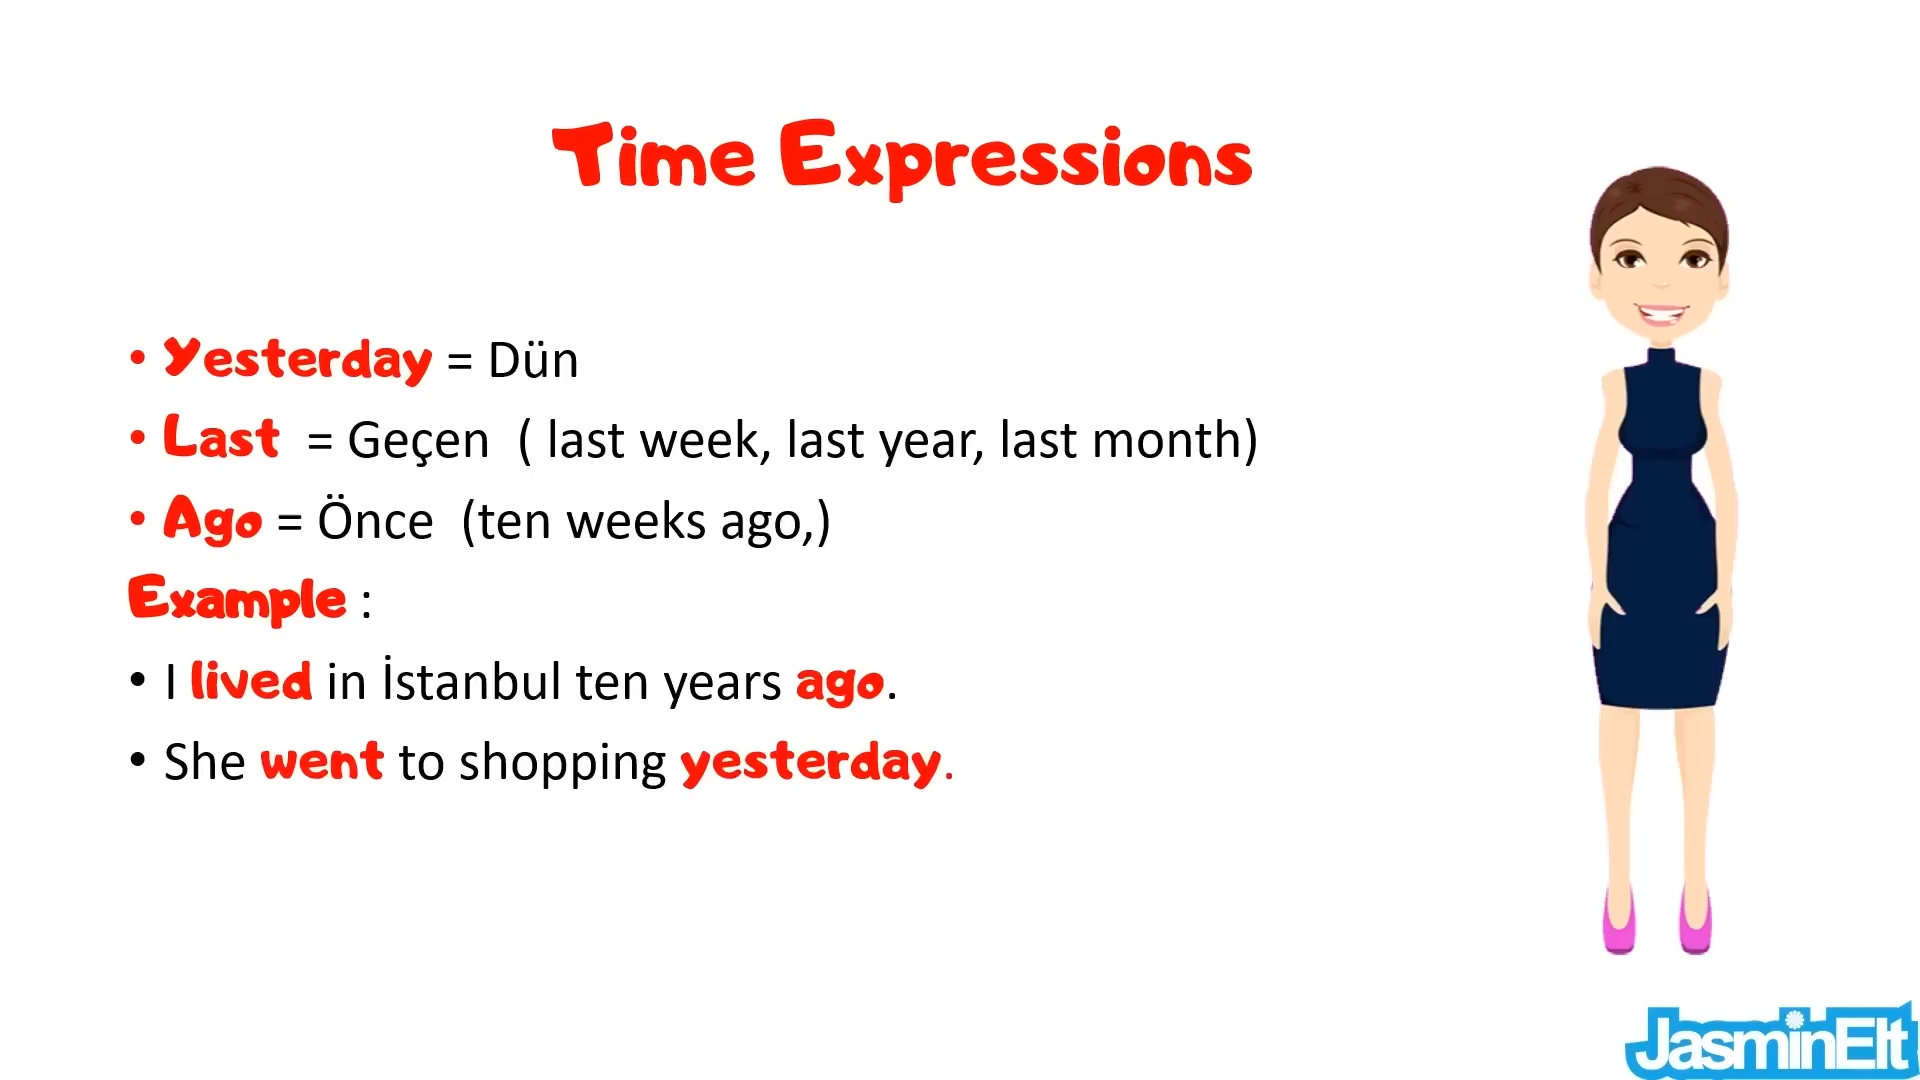 Time Expressions
• Yesterday = Dün
• Last = Geçen ( last week, last year, last month)
• Ago = Önce (ten weeks ago,)
Example :
• I lived in İstanbul ten years ago.
• She went to shopping yesterday.
JasminElt